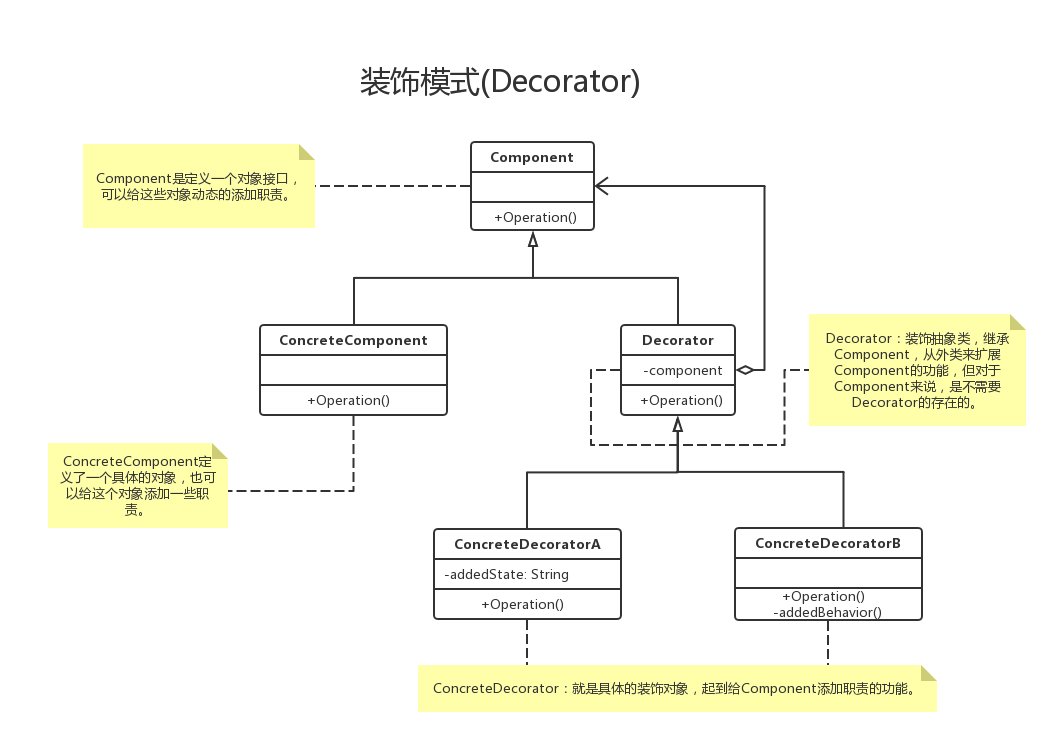 装饰模式(Decorator)
Component
+Operation()
Component是定义一个对象接口，
可以给这些对象动态的添加职责。
ConcreteComponent
+Operation()
Decorator
-component
+Operation()
Decorator：装饰抽象类，继承
Component，从外类来扩展
Component的功能，但对于
Component来说，是不需要
Decorator的存在的。
ConcreteComponent定
义了一个具体的对象，也可
以给这个对象添加一些职
责。
ConcreteDecoratorA
-addedState: String
+Operation()
ConcreteDecoratorB
+Operation()
-addedBehavior()
ConcreteDecorator：就是具体的装饰对象，起到给Component添加职责的功能。